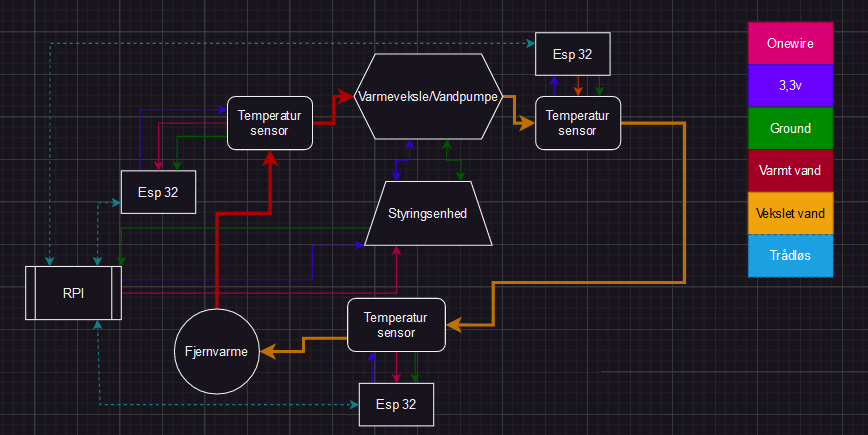 Esp 32
Onewire
3,3v
Ground
Varmt vand
Vekslet vand
Trådløs
Varmeveksle/Vandpumpe
Temperatur
sensor
Temperatur
sensor
Esp 32
Styringsenhed
RPI
Temperatur
sensor
Fjernvarme
Esp 32